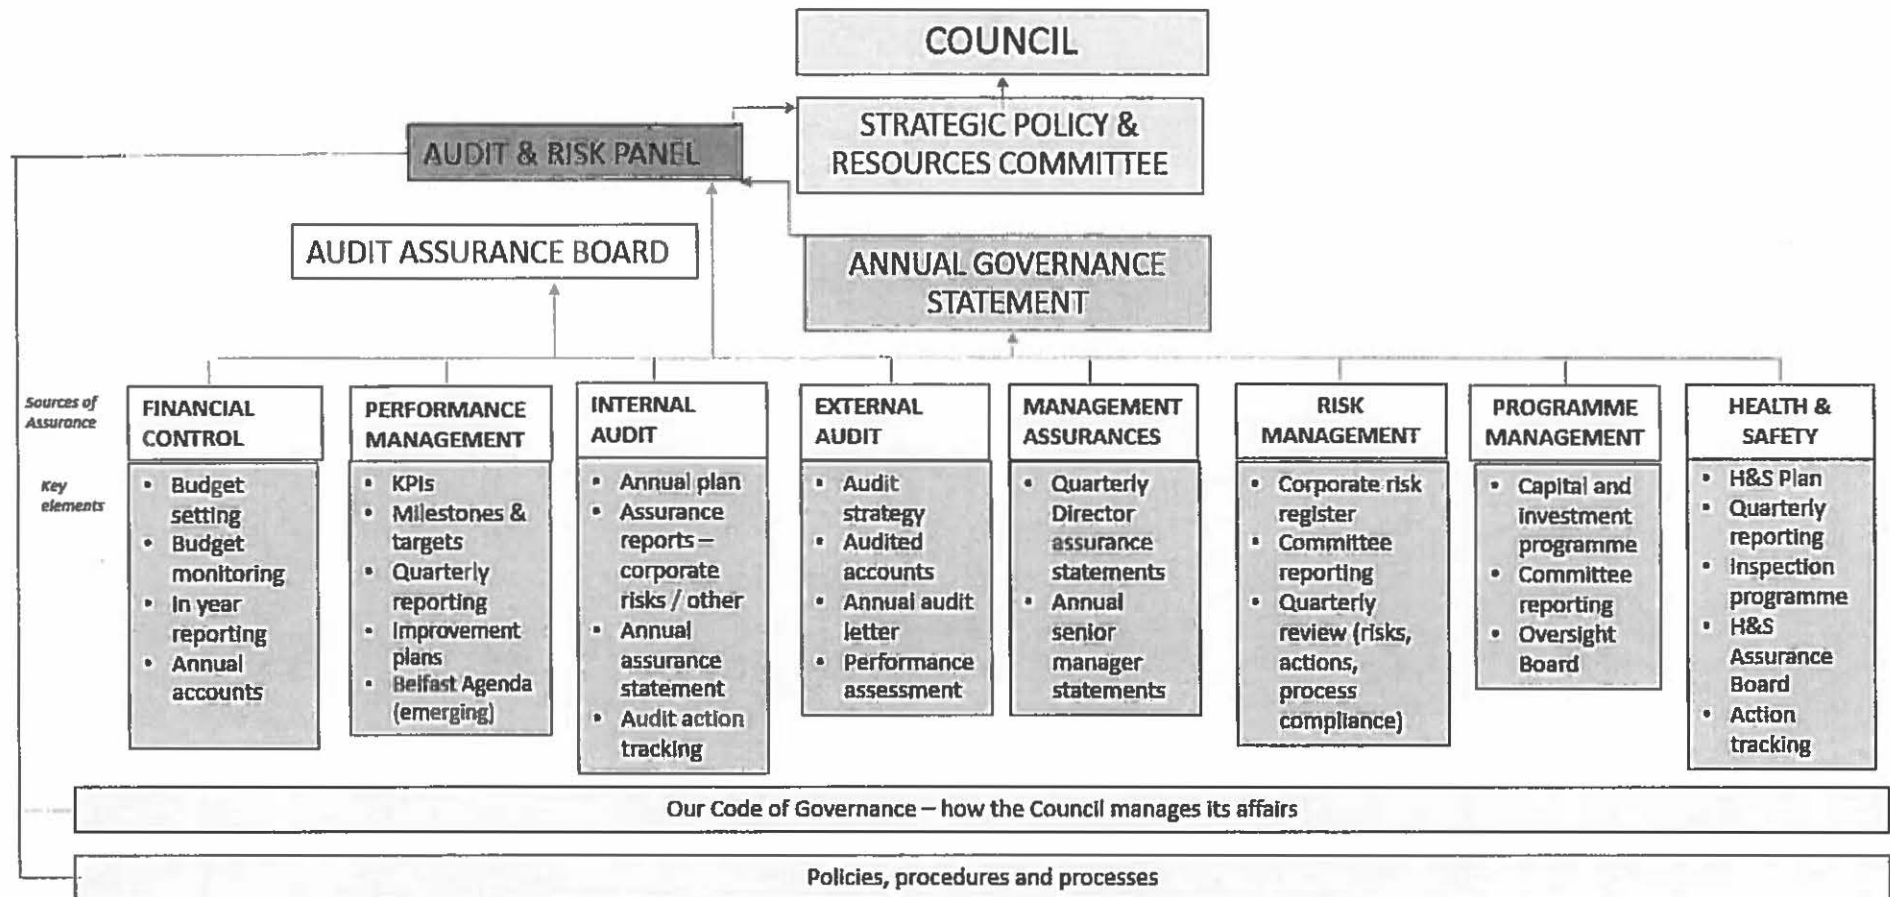 COUNCIL
STRATEGIC POLICY &
RESOURCES COMMITTEE
AUDIT & RISK PANEL
AUDIT ASSURANCE BOARD
ANNUAL GOVERNANCE
STATEMENT
Sources of
Assurance
Key
elements
FINANCIAL
CONTROL
• Budget
setting
• Budget
monitoring
• In year
reporting
• Annual
accounts
PERFORMANCE
MANAGEMENT
• KPIs
• Milestones &
targets
• Quarterly
reporting
• Improvement
plans
• Belfast Agenda
(emerging)
INTERNAL
AUDIT
• Annual plan
• Assurance
reports –
corporate
risks / other
• Annual
assurance
statement
• Audit action
tracking
EXTERNAL
AUDIT
• Audit
strategy
• Audited
accounts
• Annual audit
letter
• Performance
assessment
MANAGEMENT
ASSURANCES
• Quarterly
Director
assurance
statements
• Annual
senior
manager
statements
RISK
MANAGEMENT
• Corporate risk
register
• Committee
reporting
• Quarterly
review (risks,
actions,
process
compliance)
PROGRAMME
MANAGEMENT
• Capital and
investment
programme
• Committee
reporting
• Oversight
Board
HEALTH &
SAFETY
• H&S Plan
• Quarterly
reporting
• Inspection
programme
• H&S
Assurance
Board
• Action
tracking
Our Code of Governance – how the Council manages its affairs
Policies, procedures and processes